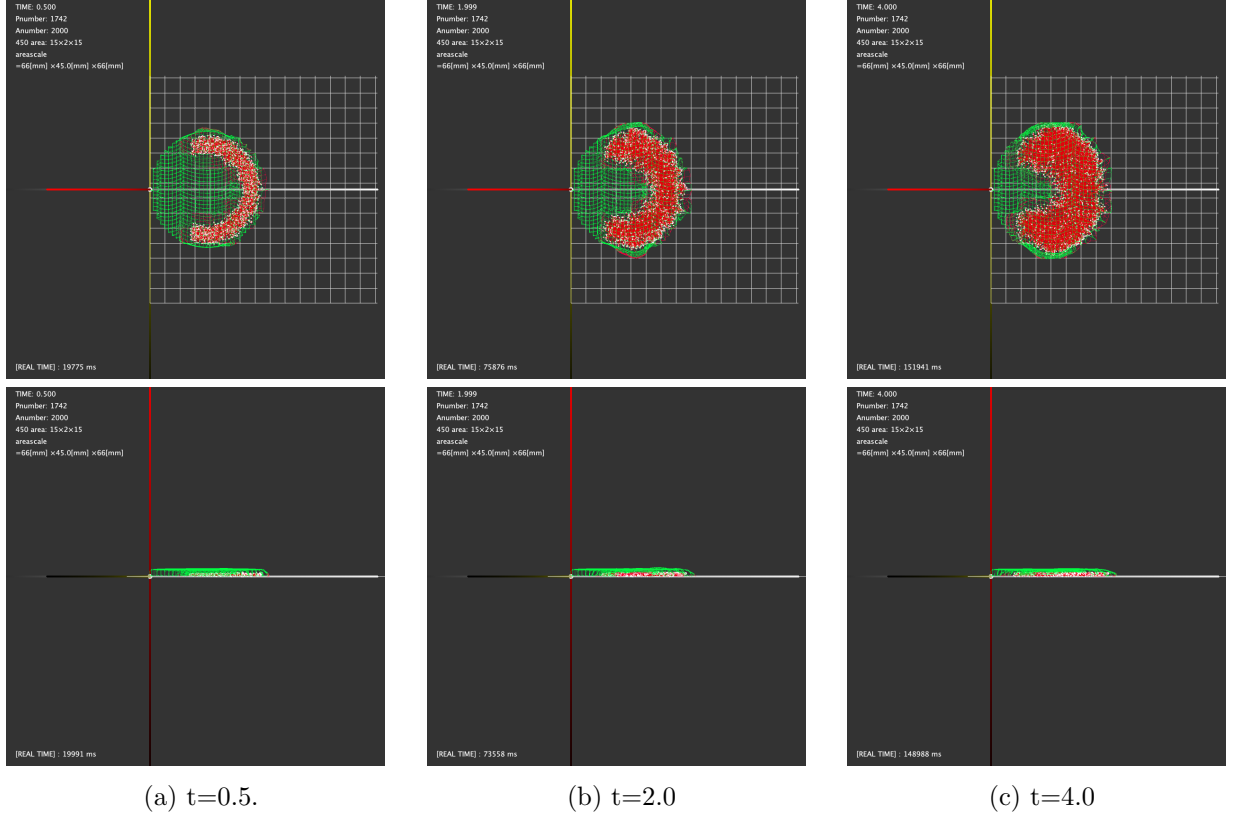 TIME: 0.500
Pnumber: 1742
Anumber: 2000
450 area: 15×2×15
areascale
=66[mm] ×45.0[mm] ×66[mm]
[REAL TIME] : 19775 ms
TIME: 1.999
Pnumber: 1742
Anumber: 2000
450 area: 15×2×15
areascale
=66[mm] ×45.0[mm] ×66[mm]
[REAL TIME] : 75876 ms
TIME: 4.000
Pnumber: 1742
Anumber: 2000
450 area: 15×2×15
areascale
=66[mm] ×45.0[mm] ×66[mm]
[REAL TIME] : 151941 ms
TIME: 0.500
Pnumber: 1742
Anumber: 2000
450 area: 15×2×15
areascale
=66[mm] ×45.0[mm] ×66[mm]
[REAL TIME] : 19991 ms
TIME: 1.999
Pnumber: 1742
Anumber: 2000
450 area: 15×2×15
areascale
=66[mm] ×45.0[mm] ×66[mm]
[REAL TIME] : 73558 ms
TIME: 4.000
Pnumber: 1742
Anumber: 2000
450 area: 15×2×15
areascale
=66[mm] ×45.0[mm] ×66[mm]
[REAL TIME] : 148988 ms
(a) t=0.5.
(b) t=2.0
(c) t=4.0